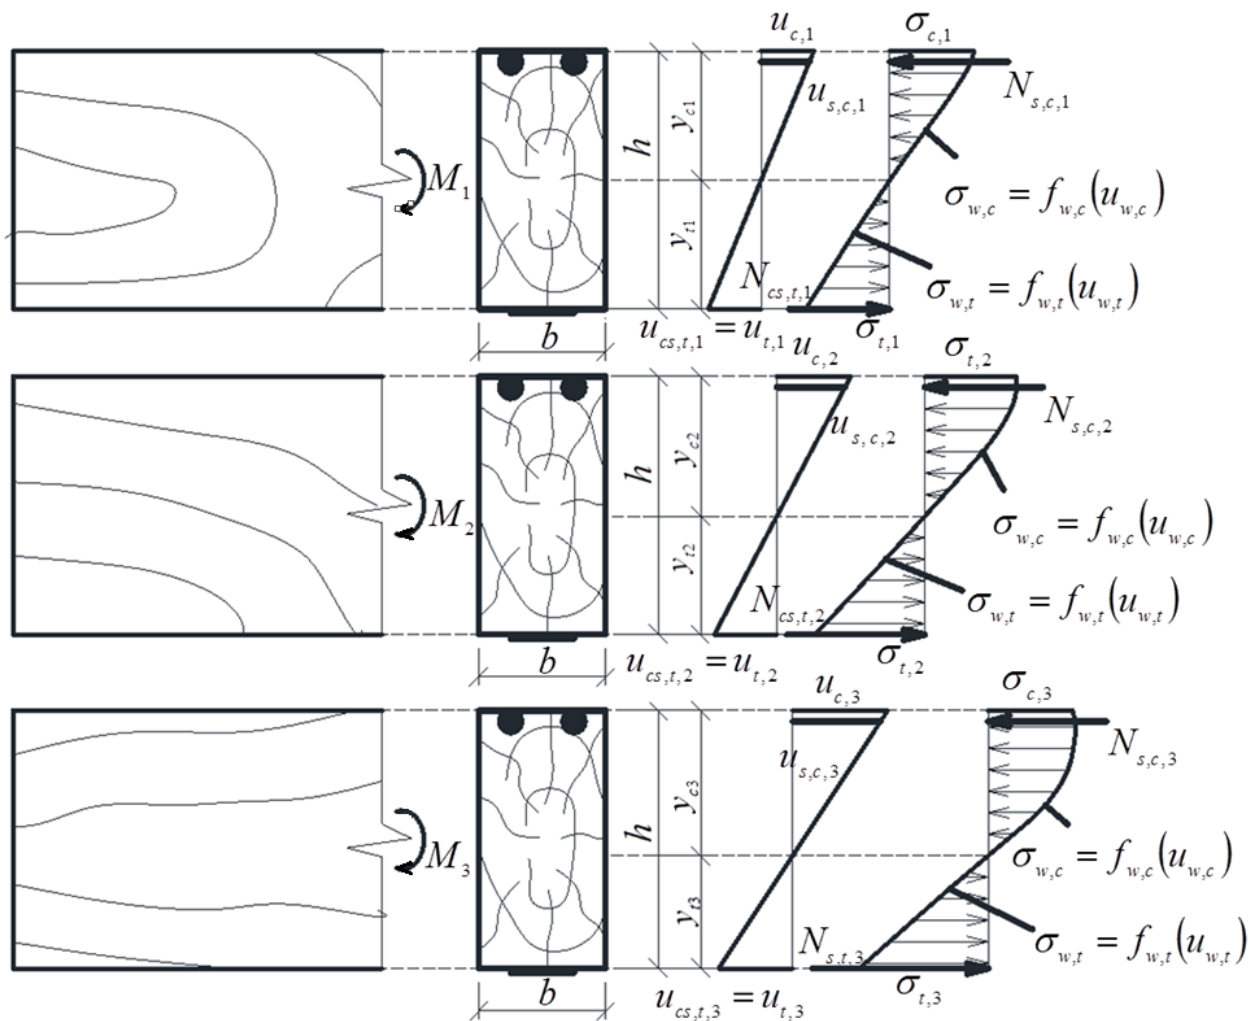 u_{c,1} σ_{c,1}
M_1 h y_{c1} u_{s,c,1} N_{s,c,1}
σ_{w,c} = f_{w,c}(u_{w,c})
y_{t1} N_{cs,t,1} σ_{w,t} = f_{w,t}(u_{w,t})
b u_{cs,t,1} = u_{t,1} σ_{t,1}
u_{c,2} σ_{t,2}
M_2 h y_{c2} u_{s,c,2} N_{s,c,2}
σ_{w,c} = f_{w,c}(u_{w,c})
y_{t2} N_{cs,t,2} σ_{w,t} = f_{w,t}(u_{w,t})
b u_{cs,t,2} = u_{t,2} σ_{t,2}
u_{c,3} σ_{c,3}
M_3 h y_{c3} u_{s,c,3} N_{s,c,3}
σ_{w,c} = f_{w,c}(u_{w,c})
y_{t3} N_{s,t,3} σ_{w,t} = f_{w,t}(u_{w,t})
b u_{cs,t,3} = u_{t,3} σ_{t,3}